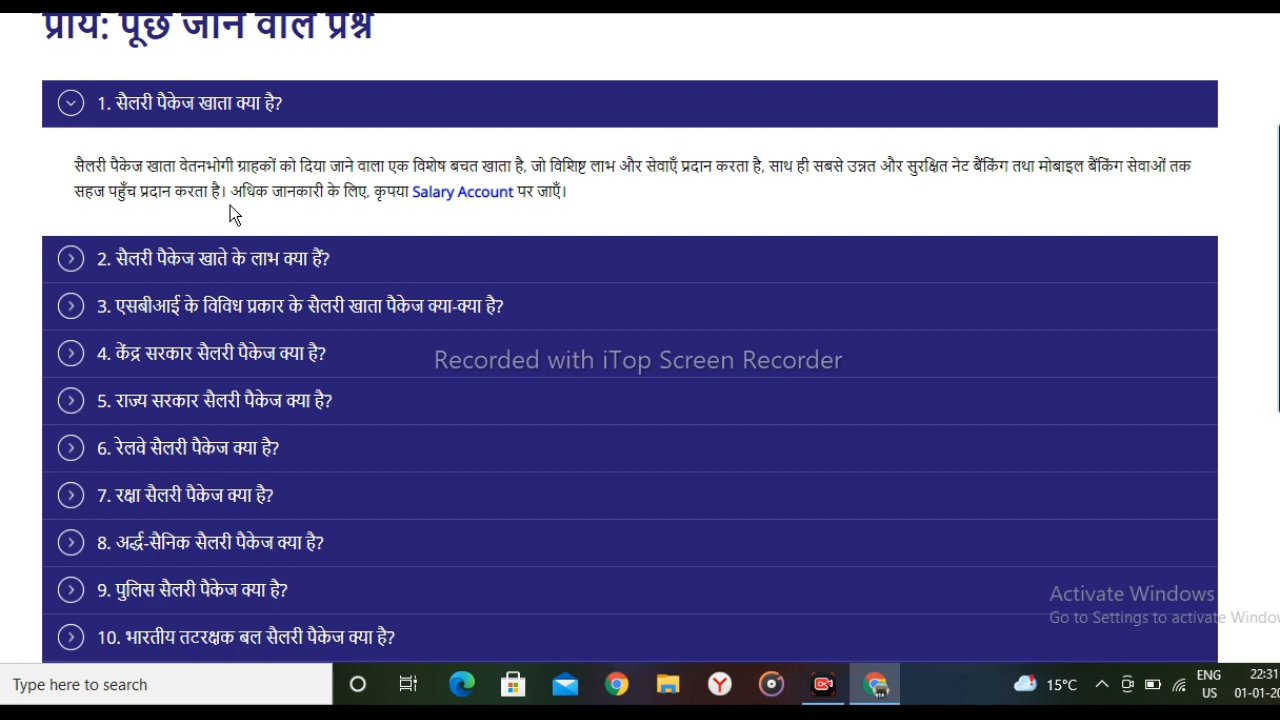 प्राय: पूछे जाने वाले प्रश्न
1. सैलरी पैकेज खाता क्या है?
सैलरी पैकेज खाता वेतनभोगी ग्राहकों को दिया जाने वाला एक विशेष बचत खाता है, जो विशिष्ट लाभ और सेवाएँ प्रदान करता है, साथ ही सबसे उन्नत और सुरक्षित नेट बैंकिंग तथा मोबाइल बैंकिंग सेवाओं तक
सहज पहुँच प्रदान करता है। अधिक जानकारी के लिए, कृपया Salary Account पर जाएँ।
2. सैलरी पैकेज खाते के लाभ क्या हैं?
3. एसबीआई के विविध प्रकार के सैलरी खाता पैकेज क्या-क्या है?
4. केंद्र सरकार सैलरी पैकेज क्या है?
Recorded with iTop Screen Recorder
5. राज्य सरकार सैलरी पैकेज क्या है?
6. रेलवे सैलरी पैकेज क्या है?
7. रक्षा सैलरी पैकेज क्या है?
8. अर्द्ध-सैनिक सैलरी पैकेज क्या है?
9. पुलिस सैलरी पैकेज क्या है?
Activate Windows
Go to Settings to activate Windo
10. भारतीय तटरक्षक बल सैलरी पैकेज क्या है?
Type here to search
15°C
ENG
US
22:31
01-01-20